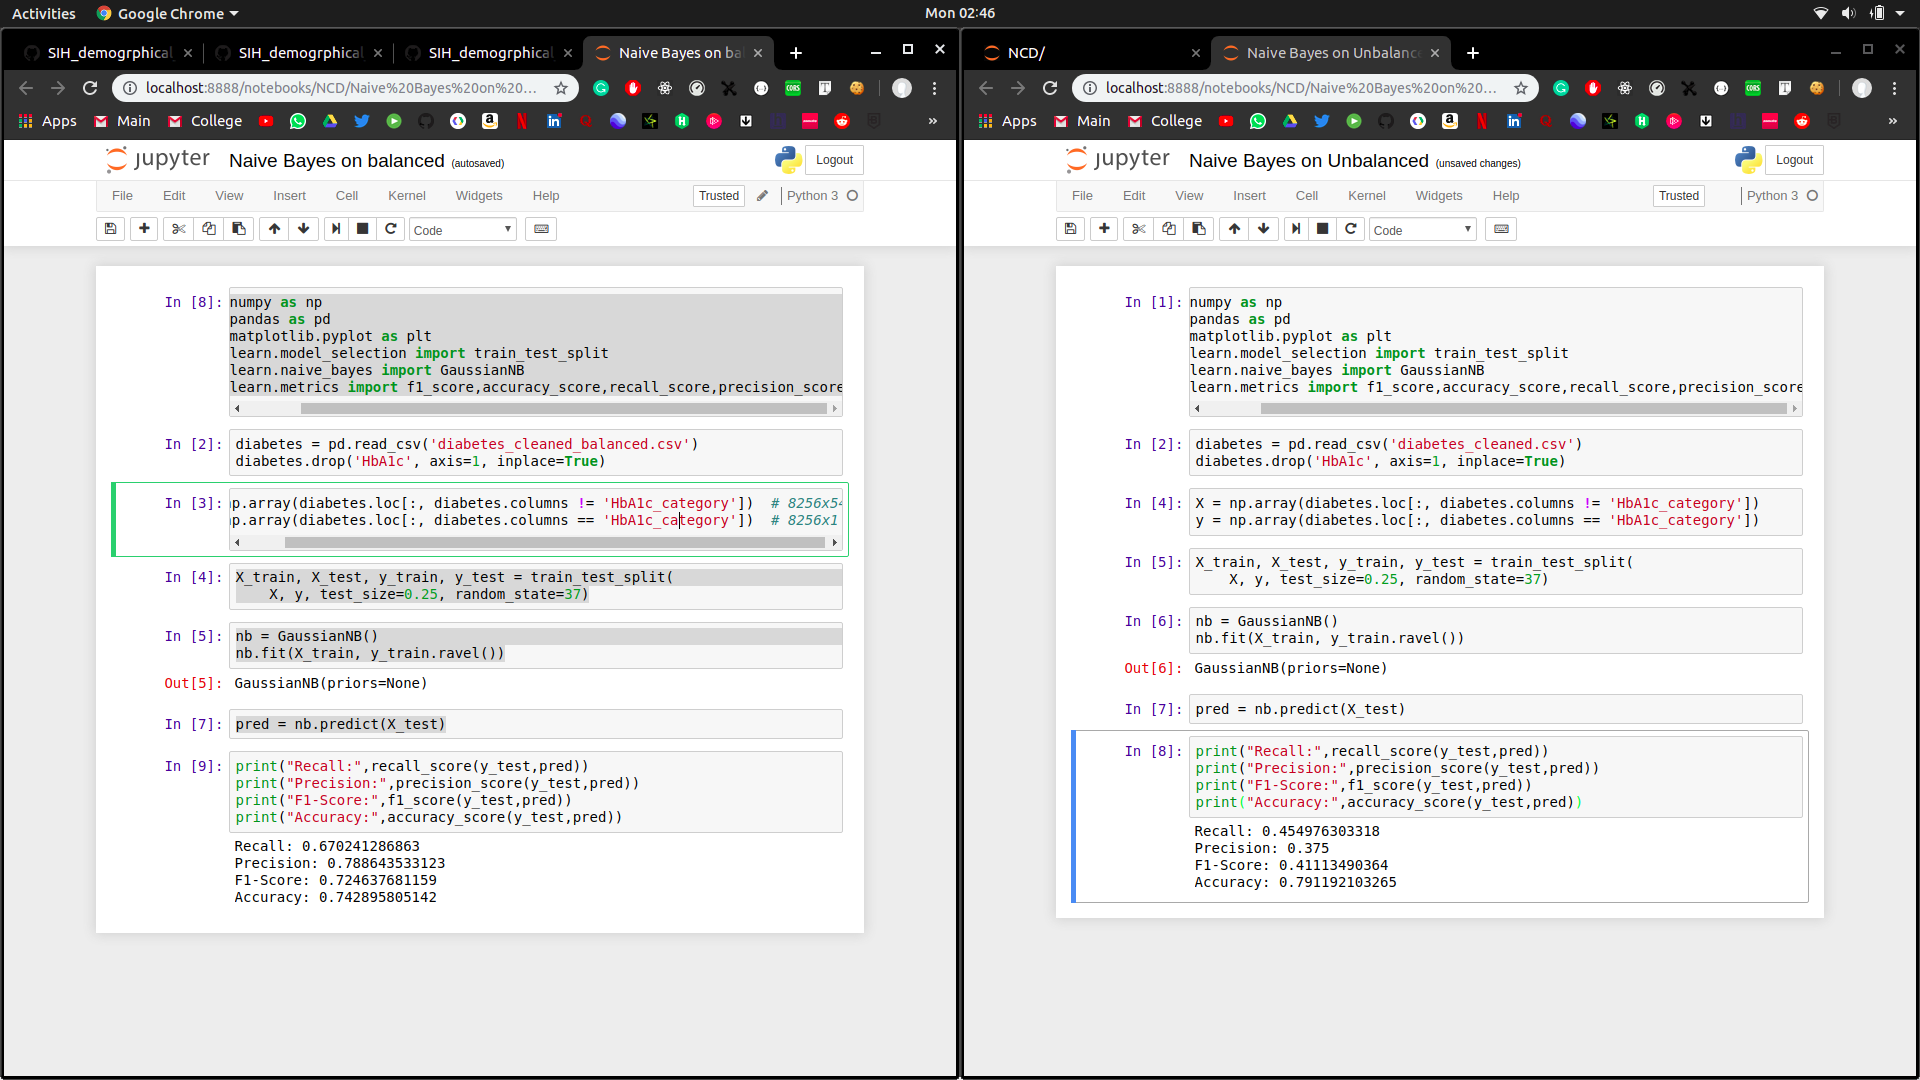 Activities
Google Chrome
Mon 02:46
SIH_demogrphical
SIH_demogrphical
SIH_demogrphical
Naive Bayes on ba
localhost:8888/notebooks/NCD/Naive%20Bayes%20on%20...
Apps
Main
College
»
jupyter
Naive Bayes on balanced (autosaved)
Logout
File Edit View Insert Cell Kernel Widgets Help
Trusted
Python 3
Code
In [8]:
numpy as np
pandas as pd
matplotlib.pyplot as plt
learn.model_selection import train_test_split
learn.naive_bayes import GaussianNB
learn.metrics import f1_score,accuracy_score,recall_score,precision_score
In [2]:
diabetes = pd.read_csv('diabetes_cleaned_balanced.csv')
diabetes.drop('HbA1c', axis=1, inplace=True)
In [3]:
np.array(diabetes.loc[:, diabetes.columns != 'HbA1c_category'])  # 8256x54
np.array(diabetes.loc[:, diabetes.columns == 'HbA1c_category'])  # 8256x1
In [4]:
X_train, X_test, y_train, y_test = train_test_split(
    X, y, test_size=0.25, random_state=37)
In [5]:
nb = GaussianNB()
nb.fit(X_train, y_train.ravel())
Out[5]:
GaussianNB(priors=None)
In [7]:
pred = nb.predict(X_test)
In [9]:
print("Recall:",recall_score(y_test,pred))
print("Precision:",precision_score(y_test,pred))
print("F1-Score:",f1_score(y_test,pred))
print("Accuracy:",accuracy_score(y_test,pred))
Recall: 0.670241286863
Precision: 0.788643533123
F1-Score: 0.724637681159
Accuracy: 0.742895805142
NCD/
Naive Bayes on Unbalanc
localhost:8888/notebooks/NCD/Naive%20Bayes%20on%20...
Apps
Main
College
»
jupyter
Naive Bayes on Unbalanced (unsaved changes)
Logout
File Edit View Insert Cell Kernel Widgets Help
Trusted
Python 3
Code
In [1]:
numpy as np
pandas as pd
matplotlib.pyplot as plt
learn.model_selection import train_test_split
learn.naive_bayes import GaussianNB
learn.metrics import f1_score,accuracy_score,recall_score,precision_score
In [2]:
diabetes = pd.read_csv('diabetes_cleaned.csv')
diabetes.drop('HbA1c', axis=1, inplace=True)
In [4]:
X = np.array(diabetes.loc[:, diabetes.columns != 'HbA1c_category'])
y = np.array(diabetes.loc[:, diabetes.columns == 'HbA1c_category'])
In [5]:
X_train, X_test, y_train, y_test = train_test_split(
    X, y, test_size=0.25, random_state=37)
In [6]:
nb = GaussianNB()
nb.fit(X_train, y_train.ravel())
Out[6]:
GaussianNB(priors=None)
In [7]:
pred = nb.predict(X_test)
In [8]:
print("Recall:",recall_score(y_test,pred))
print("Precision:",precision_score(y_test,pred))
print("F1-Score:",f1_score(y_test,pred))
print("Accuracy:",accuracy_score(y_test,pred))
Recall: 0.454976303318
Precision: 0.375
F1-Score: 0.41113490364
Accuracy: 0.791192103265